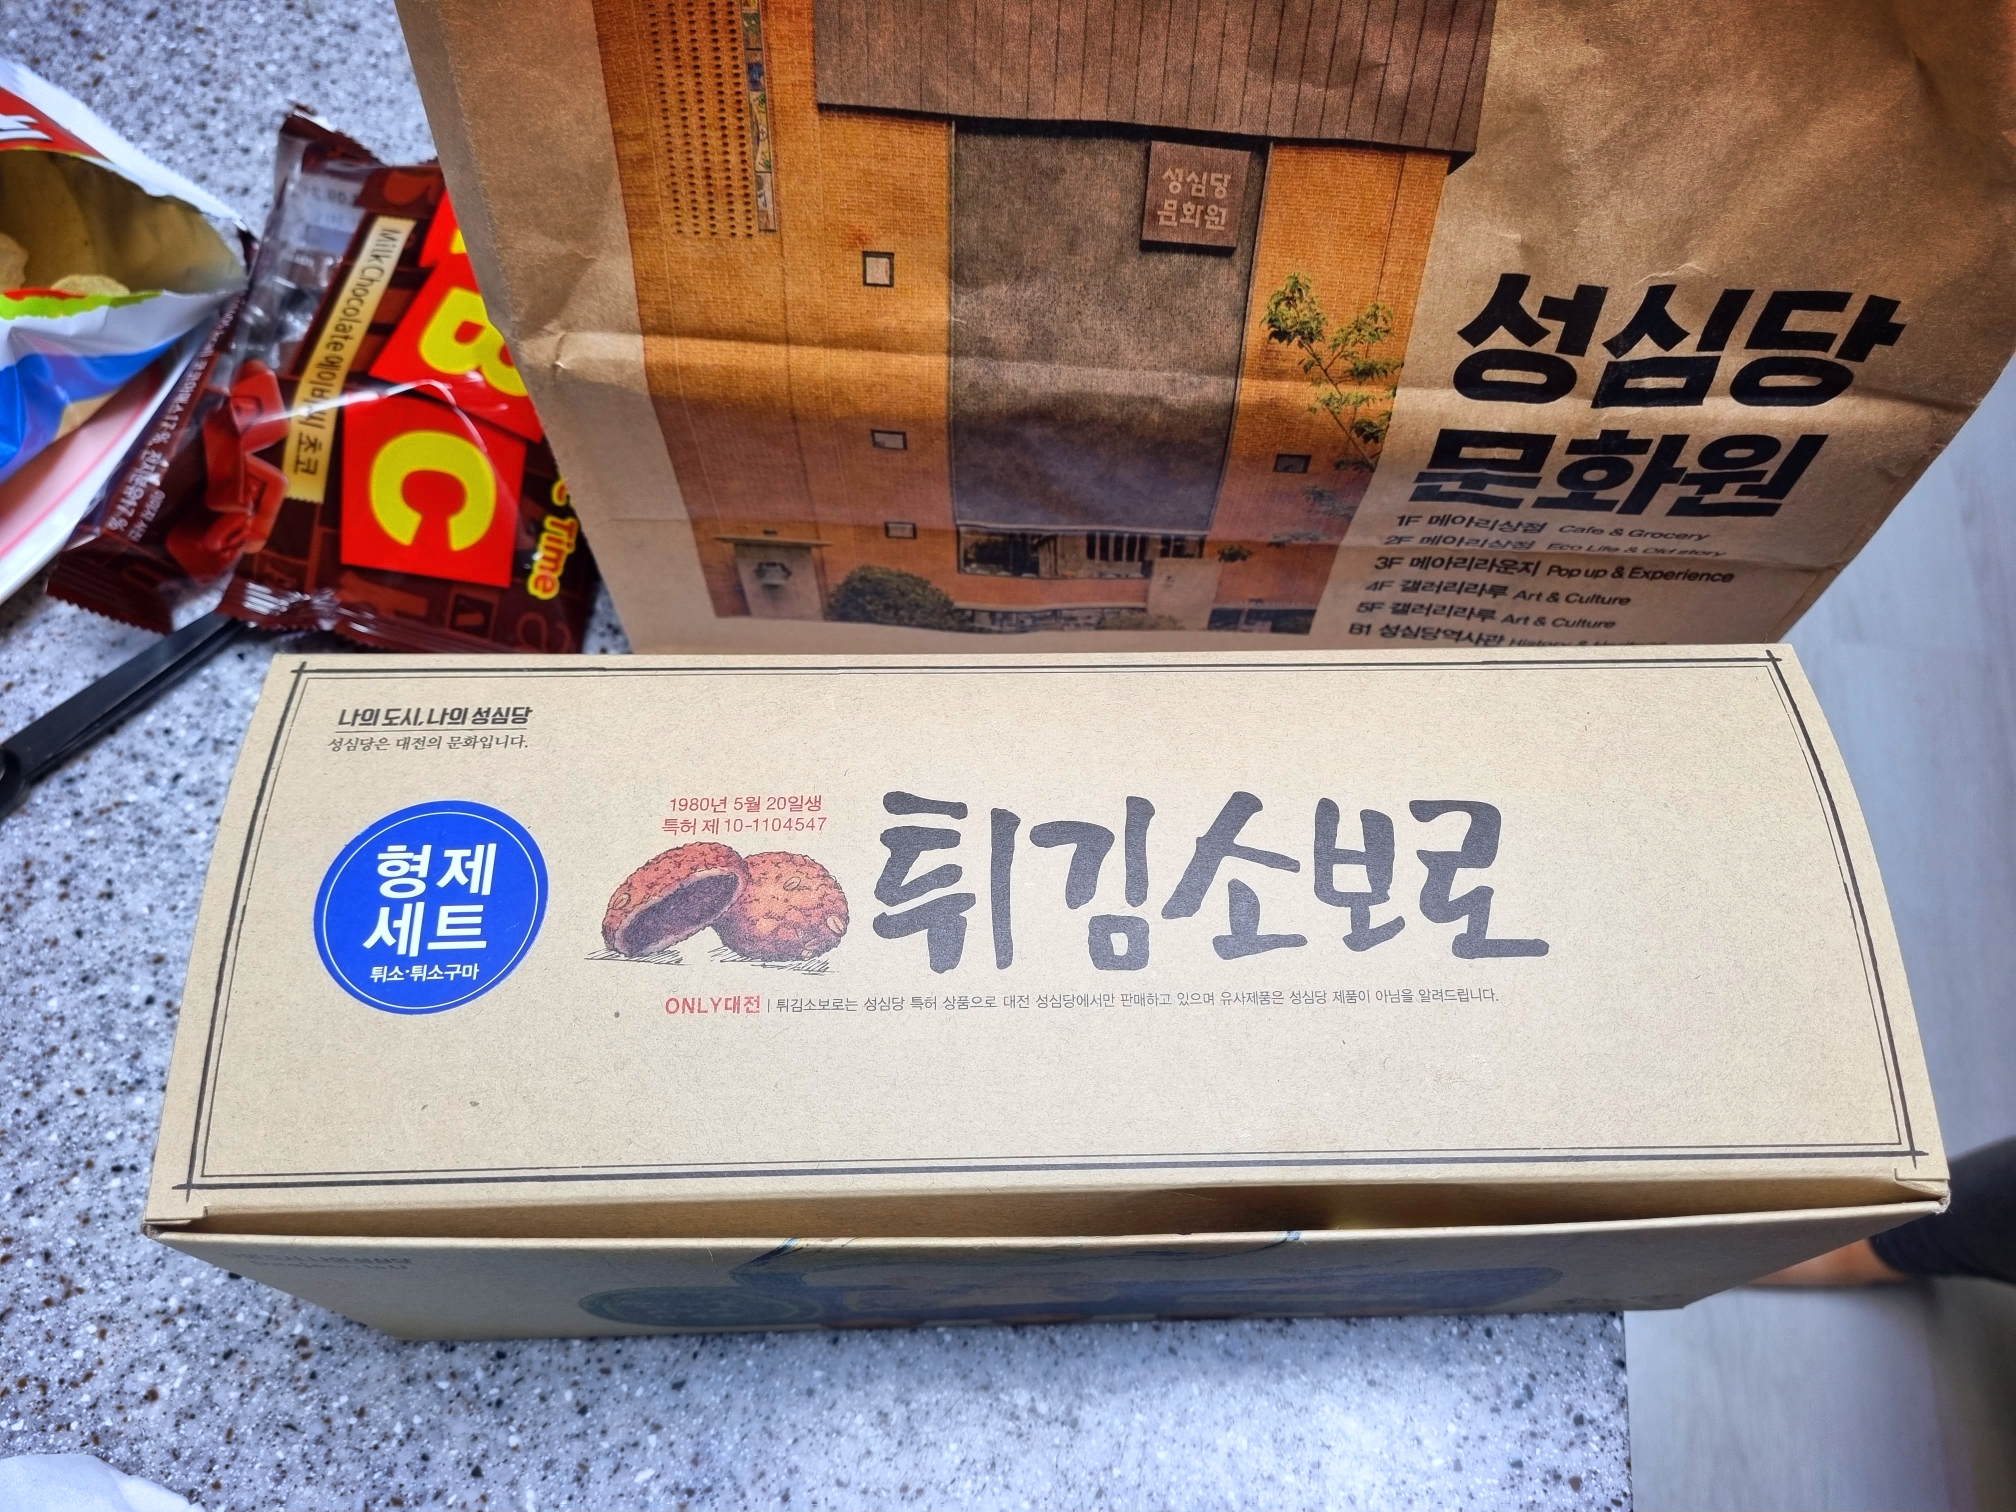 성심당
문화원
성심당
문화원
1F 메아리상점 Cafe & Grocery
2F 메아리상점 Eco Life & Old story
3F 메아리라운지 Pop up & Experience
4F 갤러리라루 Art & Culture
5F 갤러리라루 Art & Culture
B1 성심당역사관
MilkChocolate 에이비씨 초코
B
C
Time
나의 도시, 나의 성심당
성심당은 대전의 문화입니다.
형제
세트
튀소·튀소구마
1980년 5월 20일생
특허 제 10-1104547
튀김소보로
ONLY대전 | 튀김소보로는 성심당 특허 상품으로 대전 성심당에서만 판매하고 있으며 유사제품은 성심당 제품이 아님을 알려드립니다.